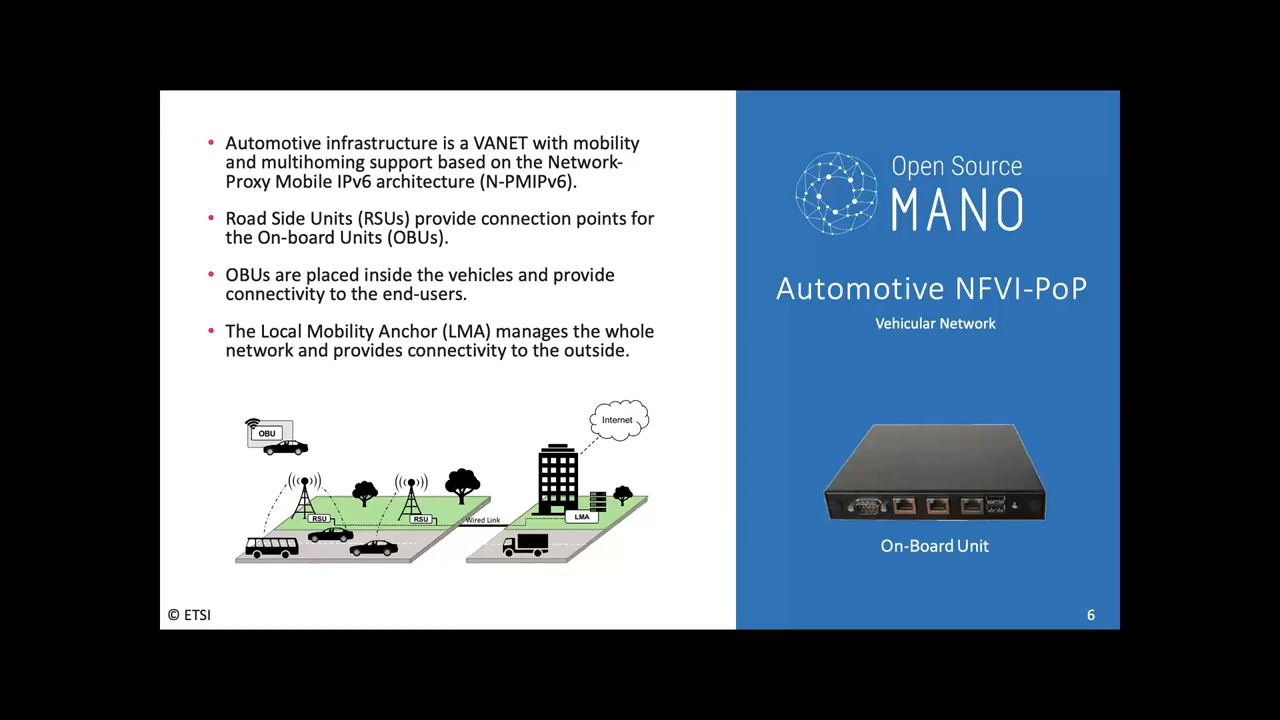 • Automotive infrastructure is a VANET with mobility
and multihoming support based on the Network-
Proxy Mobile IPv6 architecture (N-PMIPv6).
• Road Side Units (RSUs) provide connection points for
the On-board Units (OBUs).
• OBUs are placed inside the vehicles and provide
connectivity to the end-users.
• The Local Mobility Anchor (LMA) manages the whole
network and provides connectivity to the outside.
Internet
OBU
RSU
RSU
Wired Link
LMA
© ETSI
Open Source
MANO
Automotive NFVI-PoP
Vehicular Network
On-Board Unit
6